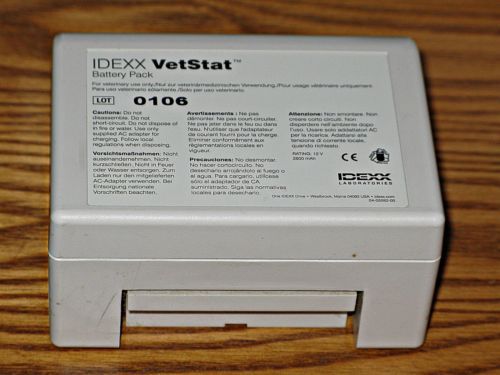 IDEXX VetStat™
Battery Pack
For veterinary use only./Nur zur veterinärmedizinischen Verwendung./Pour usage vétérinaire uniquement.
Para uso veterinario sólamente./Solo per uso veterinario.
LOT 0106
Cautions: Do not
disassemble. Do not
short-circuit. Do not dispose of
in fire or water. Use only
supplied AC adapter for
charging. Follow local
regulations when disposing.
Vorsichtsmaßnahmen: Nicht
auseinandernehmen. Nicht
kurzschließen. Nicht in Feuer
oder Wasser entsorgen. Zum
Laden nur den mitgelieferten
AC-Adapter verwenden. Bei
Entsorgung nationale
Vorschriften beachten.
Avertissements : Ne pas
démonter. Ne pas court-circuiter.
Ne pas jeter dans le feu ou dans
l'eau. N'utiliser que l'adaptateur
de courant fourni pour la charge.
Eliminer conformément aux
réglementations locales en
vigueur.
Precauciones: No desmontar.
No hacer cortocircuito. No
desecharlo arrojándolo al fuego o
al agua. Para cargarlo, utilícese
sólo el adaptador de CA
suministrado. Siga las normativas
locales para desecharlo.
Attenzione: Non smontare. Non
creare corto circuiti. Non
disperdere nell'ambiente dopo
l'uso. Usare solo adattatori AC
per la ricarica. Adattarsi alla
tensione di corrente locale,
quando richiesto.
RATING: 10 V
2800 mAh
CE
IDEXX
LABORATORIES
One IDEXX Drive • Westbrook, Maine 04092 USA • idexx.com